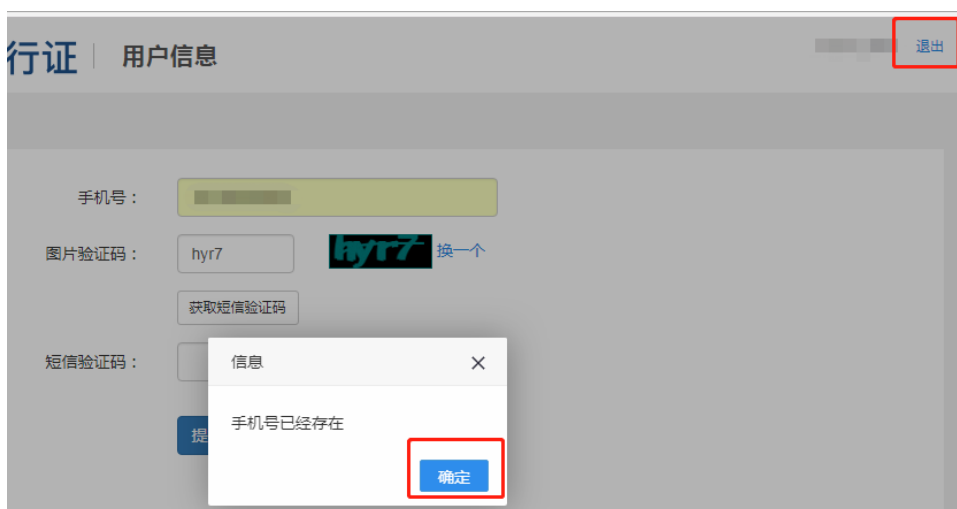 行证 用户信息 退出
手机号：
图片验证码： hyr7 hyr7 换一个
获取短信验证码
短信验证码：
信息
手机号已经存在
提
确定